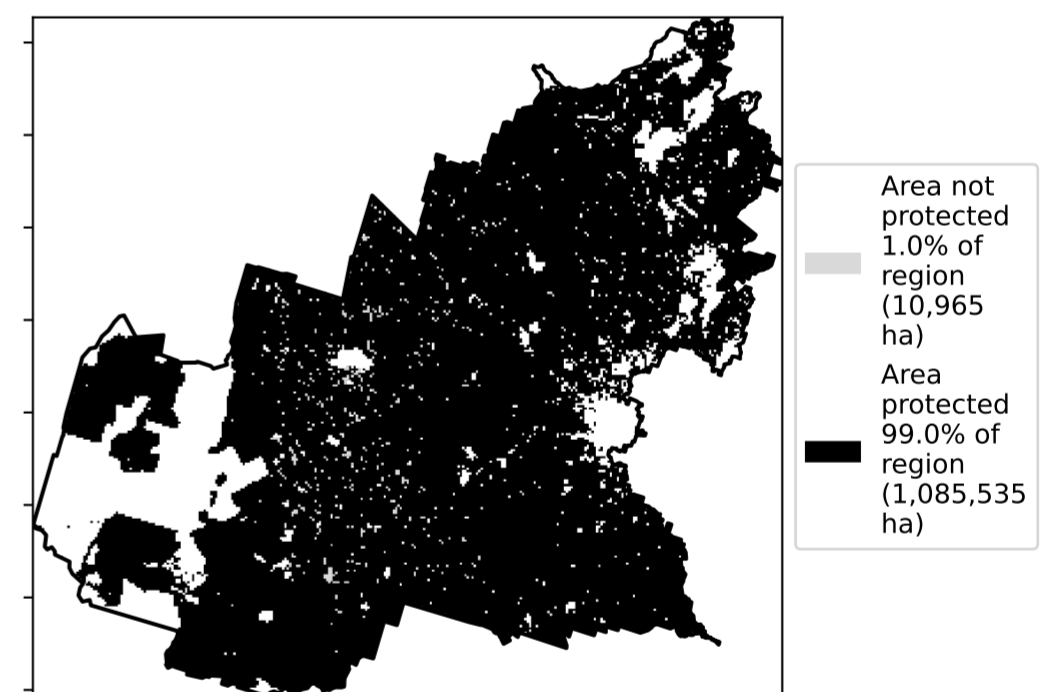 Area not
protected
1.0% of
region
(10,965
ha)
Area
protected
99.0% of
region
(1,085,535
ha)